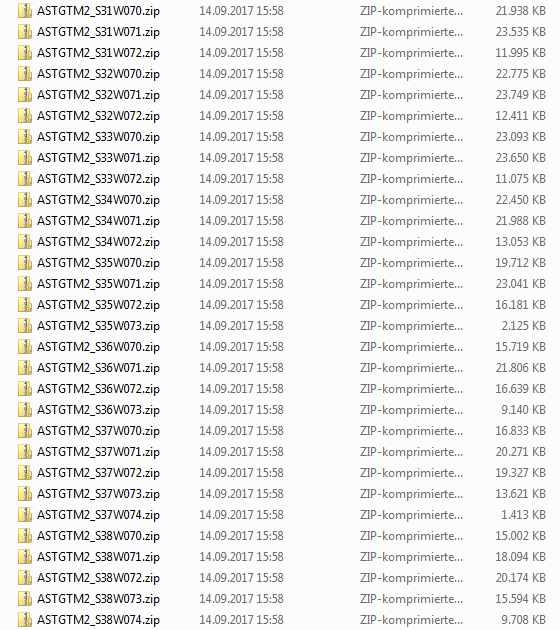 ASTGTM2_S31W070.zip 14.09.2017 15:58 ZIP-komprimierte... 21.938 KB
ASTGTM2_S31W071.zip 14.09.2017 15:58 ZIP-komprimierte... 23.535 KB
ASTGTM2_S31W072.zip 14.09.2017 15:58 ZIP-komprimierte... 11.995 KB
ASTGTM2_S32W070.zip 14.09.2017 15:58 ZIP-komprimierte... 22.775 KB
ASTGTM2_S32W071.zip 14.09.2017 15:58 ZIP-komprimierte... 23.749 KB
ASTGTM2_S32W072.zip 14.09.2017 15:58 ZIP-komprimierte... 12.411 KB
ASTGTM2_S33W070.zip 14.09.2017 15:58 ZIP-komprimierte... 23.093 KB
ASTGTM2_S33W071.zip 14.09.2017 15:58 ZIP-komprimierte... 23.650 KB
ASTGTM2_S33W072.zip 14.09.2017 15:58 ZIP-komprimierte... 11.075 KB
ASTGTM2_S34W070.zip 14.09.2017 15:58 ZIP-komprimierte... 22.450 KB
ASTGTM2_S34W071.zip 14.09.2017 15:58 ZIP-komprimierte... 21.988 KB
ASTGTM2_S34W072.zip 14.09.2017 15:58 ZIP-komprimierte... 13.053 KB
ASTGTM2_S35W070.zip 14.09.2017 15:58 ZIP-komprimierte... 19.712 KB
ASTGTM2_S35W071.zip 14.09.2017 15:58 ZIP-komprimierte... 23.041 KB
ASTGTM2_S35W072.zip 14.09.2017 15:58 ZIP-komprimierte... 16.181 KB
ASTGTM2_S35W073.zip 14.09.2017 15:58 ZIP-komprimierte... 2.125 KB
ASTGTM2_S36W070.zip 14.09.2017 15:58 ZIP-komprimierte... 15.719 KB
ASTGTM2_S36W071.zip 14.09.2017 15:58 ZIP-komprimierte... 21.806 KB
ASTGTM2_S36W072.zip 14.09.2017 15:58 ZIP-komprimierte... 16.639 KB
ASTGTM2_S36W073.zip 14.09.2017 15:58 ZIP-komprimierte... 9.140 KB
ASTGTM2_S37W070.zip 14.09.2017 15:58 ZIP-komprimierte... 16.833 KB
ASTGTM2_S37W071.zip 14.09.2017 15:58 ZIP-komprimierte... 20.271 KB
ASTGTM2_S37W072.zip 14.09.2017 15:58 ZIP-komprimierte... 19.327 KB
ASTGTM2_S37W073.zip 14.09.2017 15:58 ZIP-komprimierte... 13.621 KB
ASTGTM2_S37W074.zip 14.09.2017 15:58 ZIP-komprimierte... 1.413 KB
ASTGTM2_S38W070.zip 14.09.2017 15:58 ZIP-komprimierte... 15.002 KB
ASTGTM2_S38W071.zip 14.09.2017 15:58 ZIP-komprimierte... 18.094 KB
ASTGTM2_S38W072.zip 14.09.2017 15:58 ZIP-komprimierte... 20.174 KB
ASTGTM2_S38W073.zip 14.09.2017 15:58 ZIP-komprimierte... 15.594 KB
ASTGTM2_S38W074.zip 14.09.2017 15:58 ZIP-komprimierte... 9.708 KB